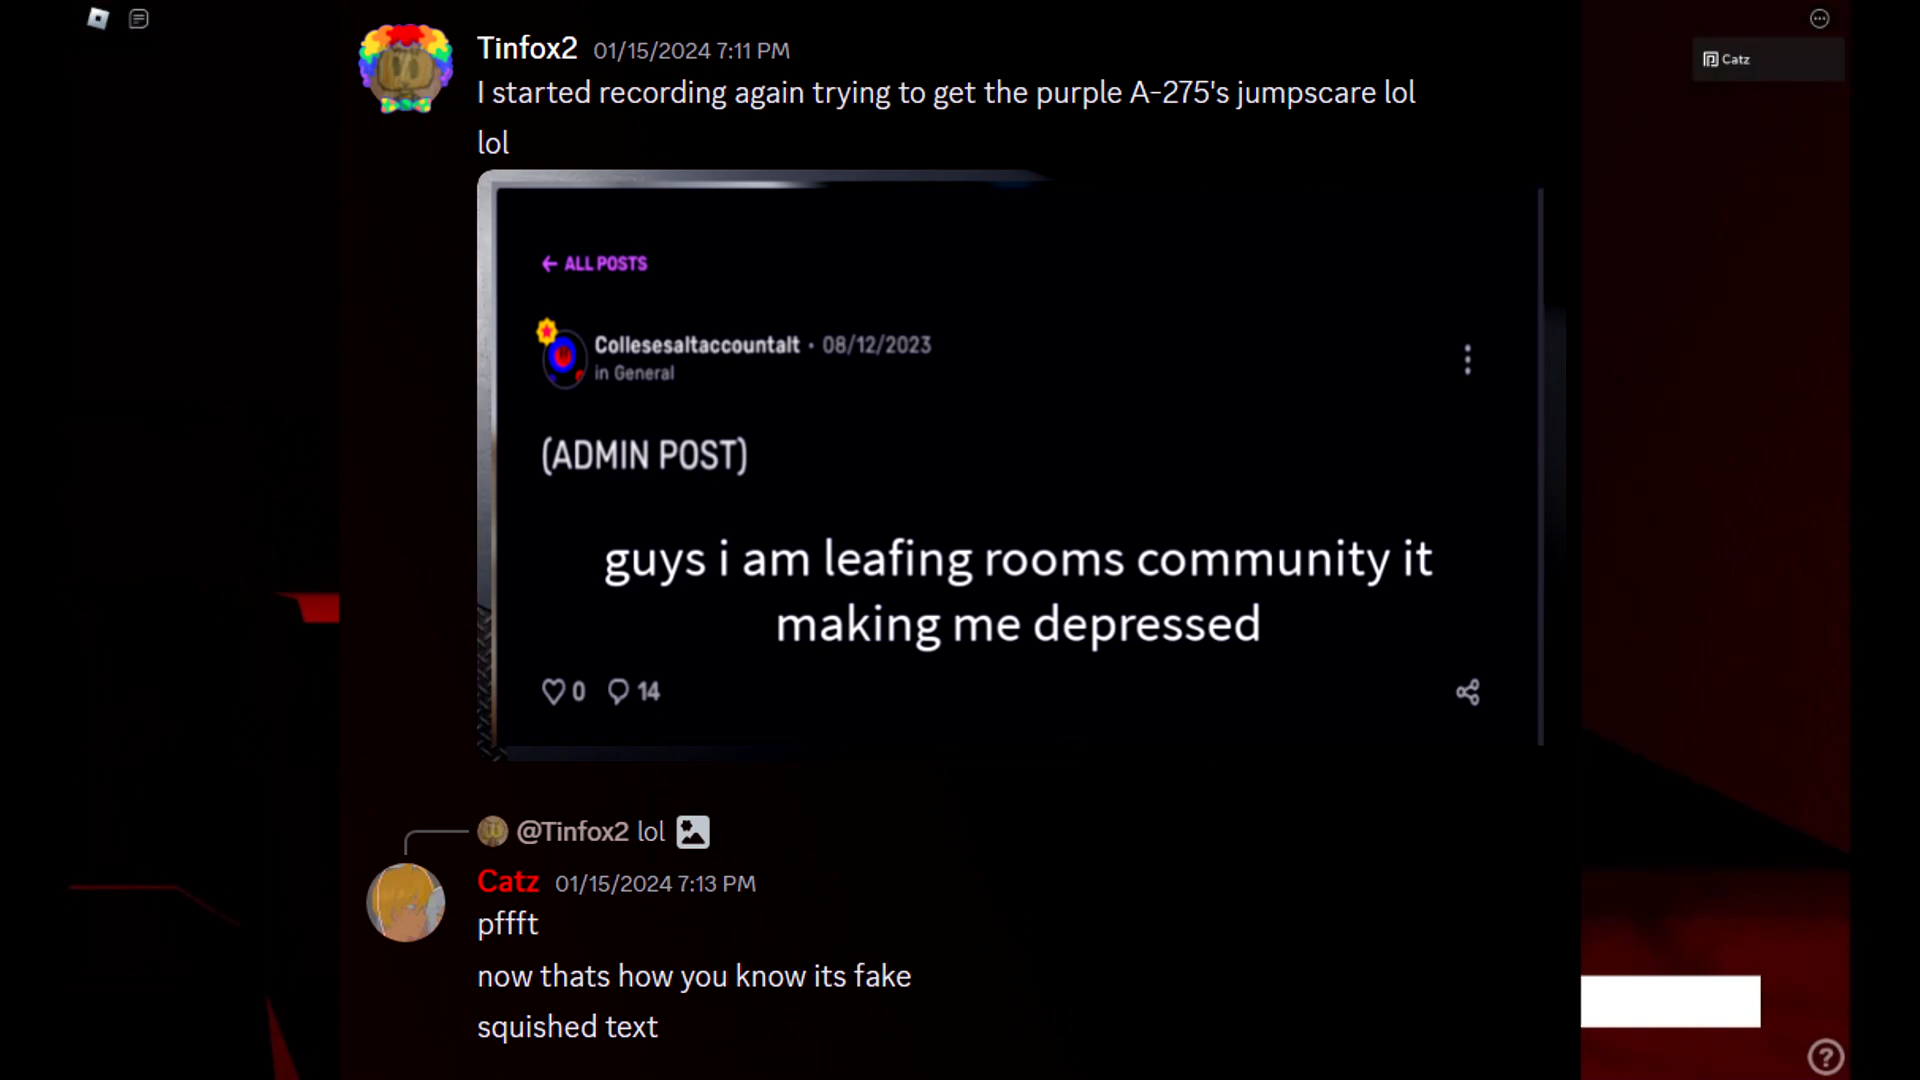 Tinfox2 01/15/2024 7:11 PM
I started recording again trying to get the purple A-275's jumpscare lol
lol
← ALL POSTS
Collesesaltaccountalt • 08/12/2023
in General
(ADMIN POST)
guys i am leafing rooms community it
making me depressed
0 14
@Tinfox2 lol
Catz 01/15/2024 7:13 PM
pffft
now thats how you know its fake
squished text
Catz
?